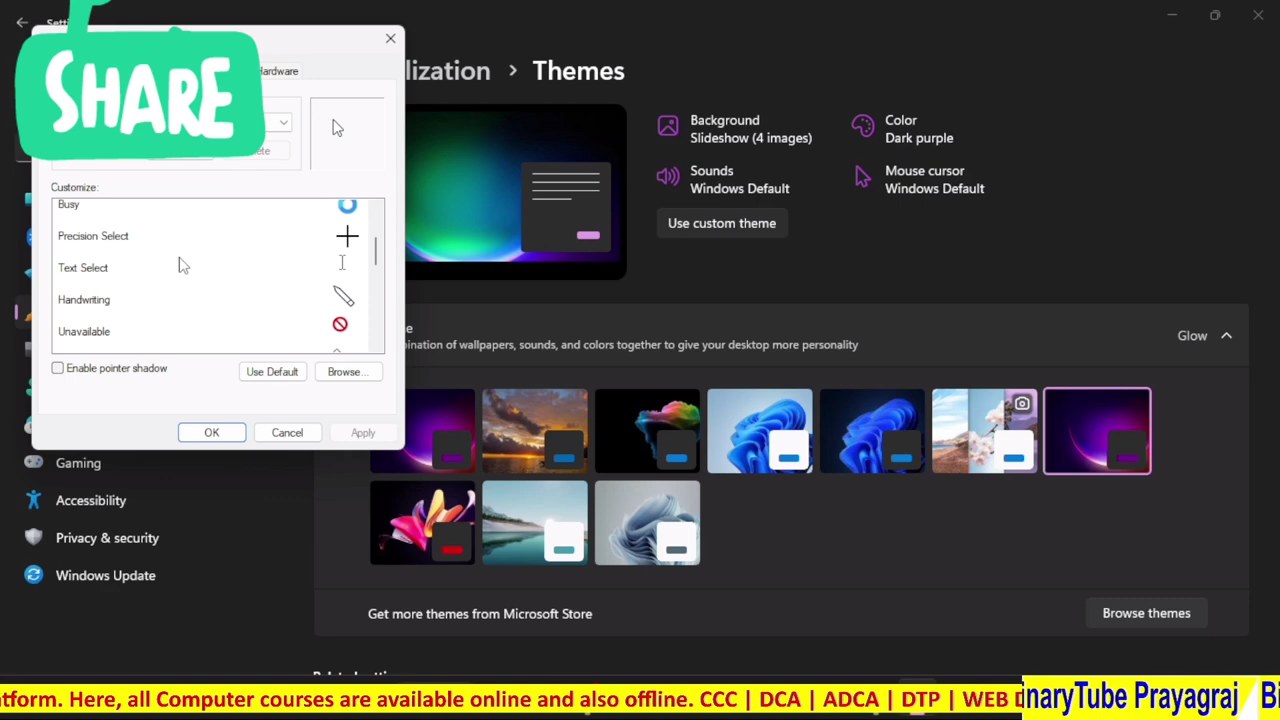 SHARE
Hardware
Customize:
Busy
Precision Select
Text Select
Handwriting
Unavailable
Enable pointer shadow
Use Default
Browse...
OK
Cancel
Apply
lization > Themes
Background
Slideshow (4 images)
Color
Dark purple
Sounds
Windows Default
Mouse cursor
Windows Default
Use custom theme
bination of wallpapers, sounds, and colors together to give your desktop more personality
Glow
Gaming
Accessibility
Privacy & security
Windows Update
Get more themes from Microsoft Store
Browse themes
atform. Here, all Computer courses are available online and also offline. CCC | DCA | ADCA | DTP | WEB D
inaryTube Prayagraj
Bi